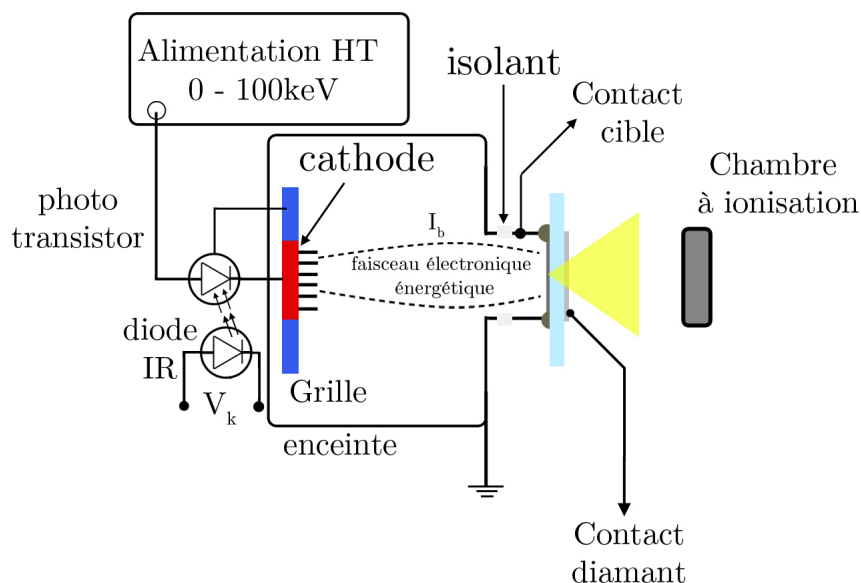 Alimentation HT
0 - 100keV
isolant
Contact
cible
cathode
Chambre
à ionisation
photo
transistor
I_b
faisceau électronique
énergétique
diode
IR
V_k
Grille
enceinte
Contact
diamant